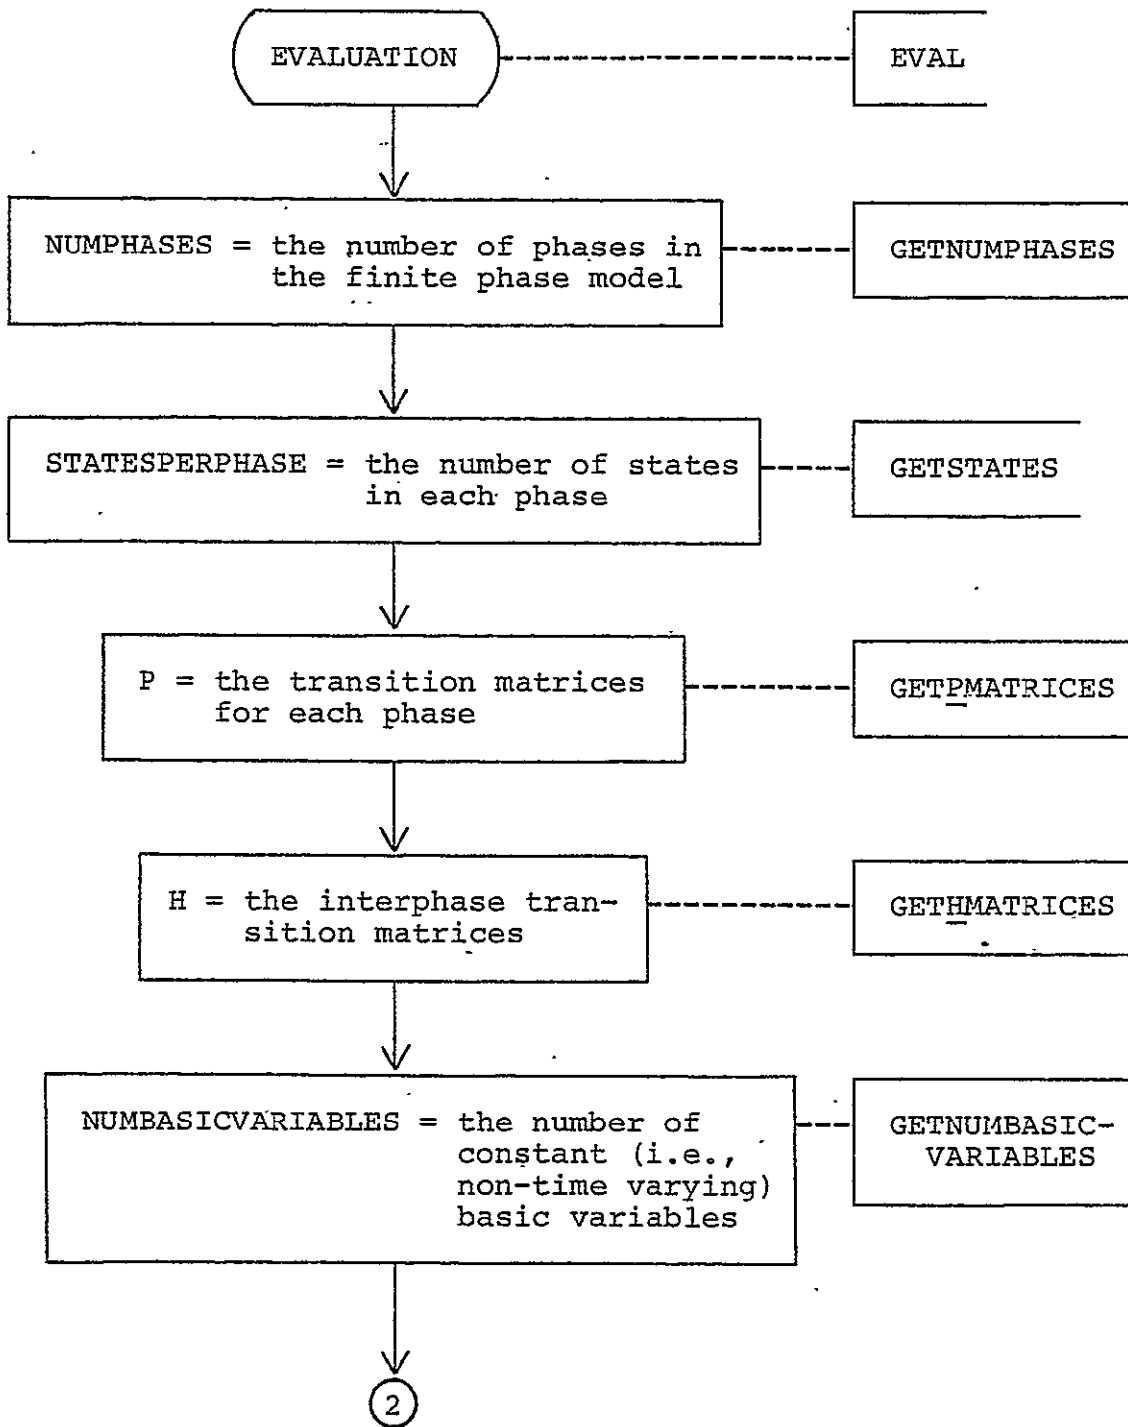 EVALUATION
EVAL
NUMPHASES = the number of phases in
the finite phase model
GETNUMPHASES
STATESPERPHASE = the number of states
in each phase
GETSTATES
P = the transition matrices
for each phase
GETPMATRICES
H = the interphase tran-
sition matrices
GETHMATRICES
NUMBASICVARIABLES = the number of
constant (i.e.,
non-time varying)
basic variables
GETNUMBASIC-
VARIABLES
2